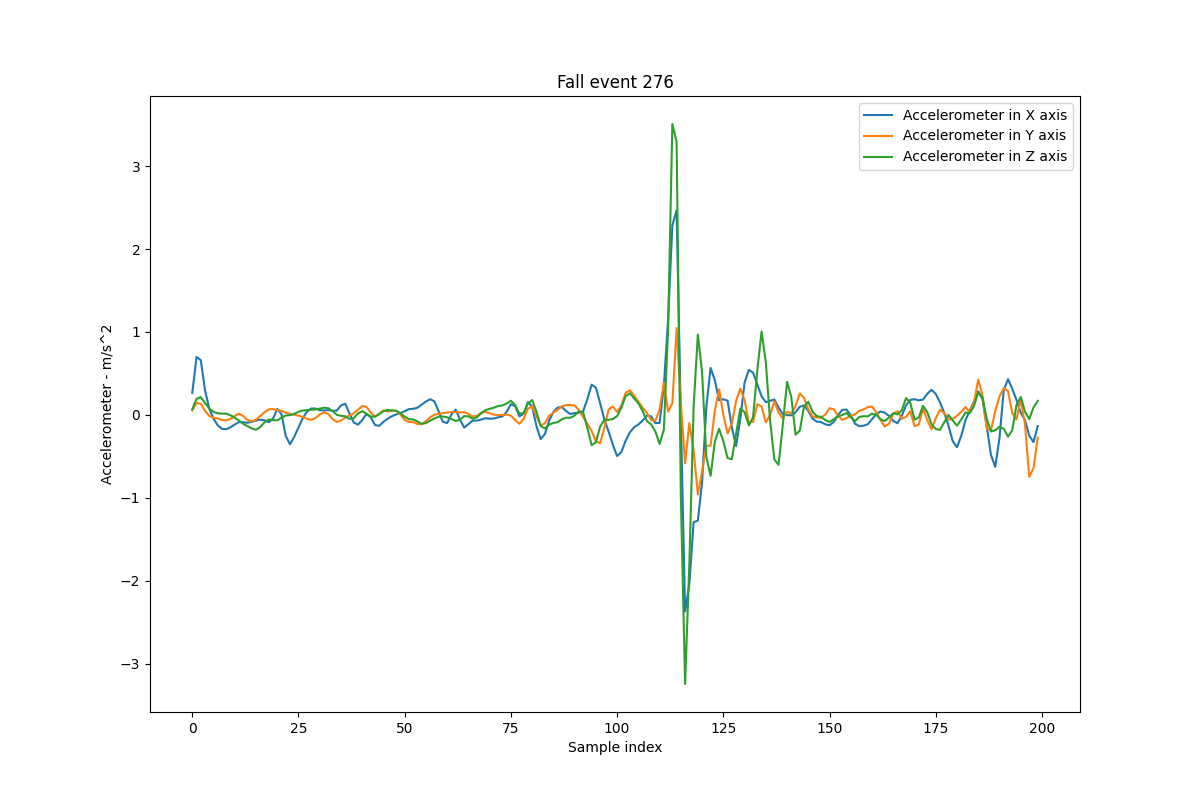 Fall event 276
Accelerometer in X axis
Accelerometer in Y axis
Accelerometer in Z axis
3
2
1
0
−1
−2
−3
Accelerometer - m/s^2
0 25 50 75 100 125 150 175 200
Sample index